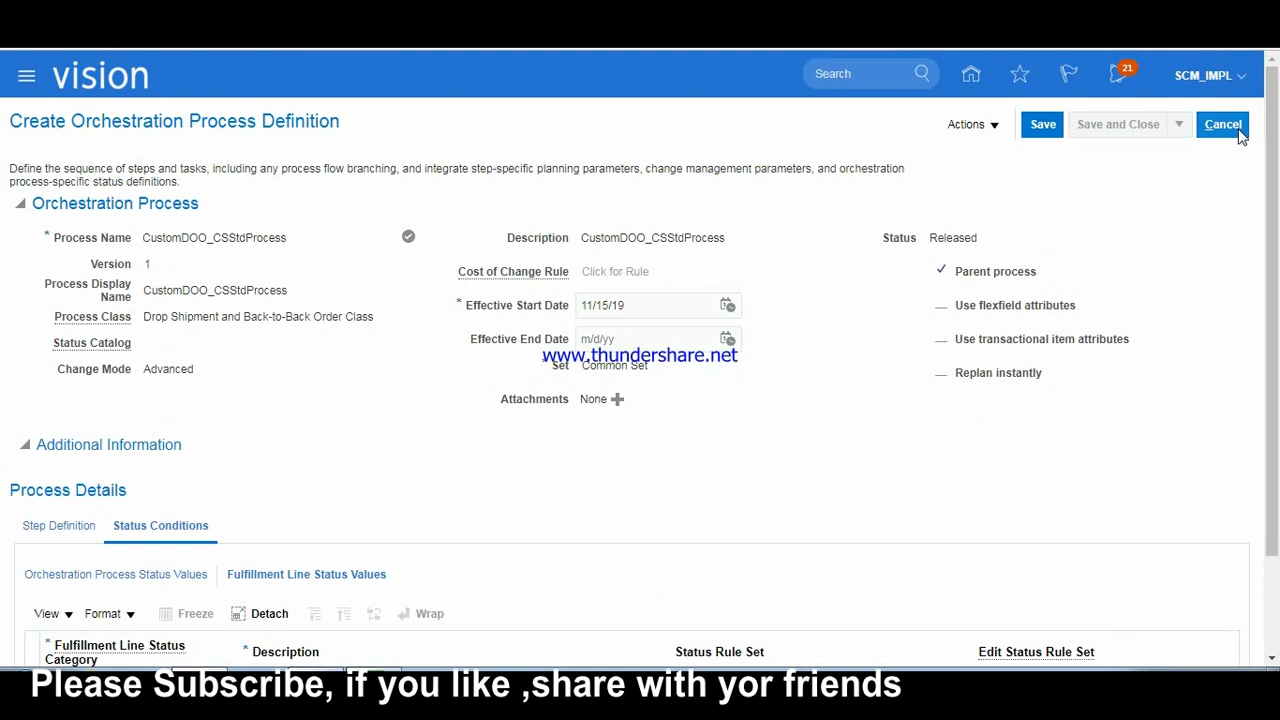 vision
Search
21
SCM_IMPL
Create Orchestration Process Definition
Actions
Save
Save and Close
Cancel
Define the sequence of steps and tasks, including any process flow branching, and integrate step-specific planning parameters, change management parameters, and orchestration
process-specific status definitions.
Orchestration Process
* Process Name CustomDOO_CSStdProcess
Version 1
Process Display
Name CustomDOO_CSStdProcess
Process Class Drop Shipment and Back-to-Back Order Class
Status Catalog
Change Mode Advanced
Description CustomDOO_CSStdProcess
Cost of Change Rule Click for Rule
* Effective Start Date 11/15/19
Effective End Date m/d/yy
www.thundershare.net
* Set Common Set
Attachments None
Status Released
Parent process
Use flexfield attributes
Use transactional item attributes
Replan instantly
Additional Information
Process Details
Step Definition Status Conditions
Orchestration Process Status Values Fulfillment Line Status Values
View Format Freeze Detach Wrap
* Fulfillment Line Status
Category
* Description
Status Rule Set
Edit Status Rule Set
Please Subscribe, if you like ,share with yor friends